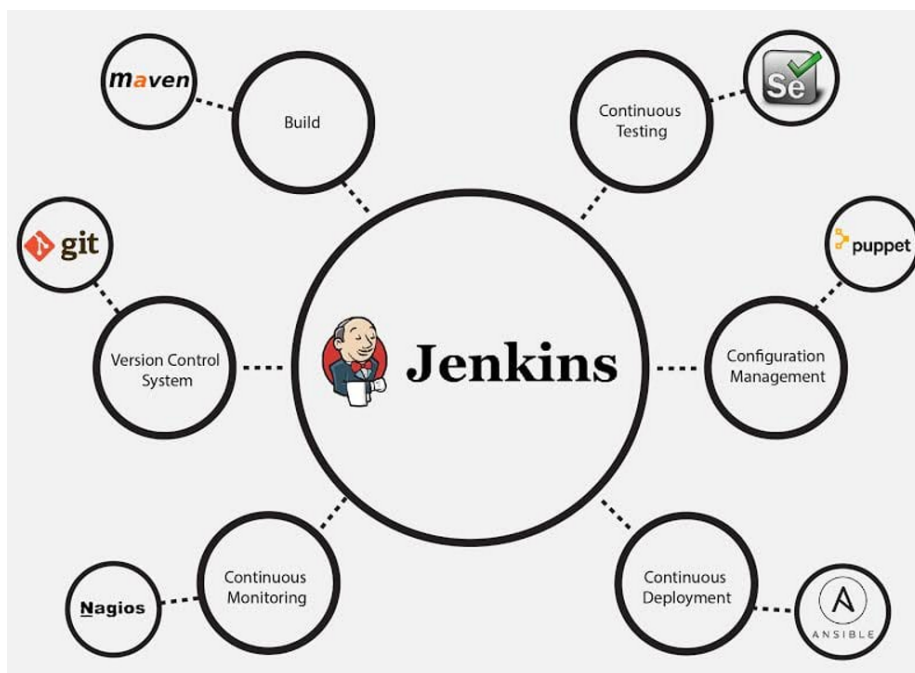 maven
Build
Continuous
Testing
Se
git
Version Control
System
Jenkins
puppet
Configuration
Management
Nagios
Continuous
Monitoring
Continuous
Deployment
A
ANSIBLE